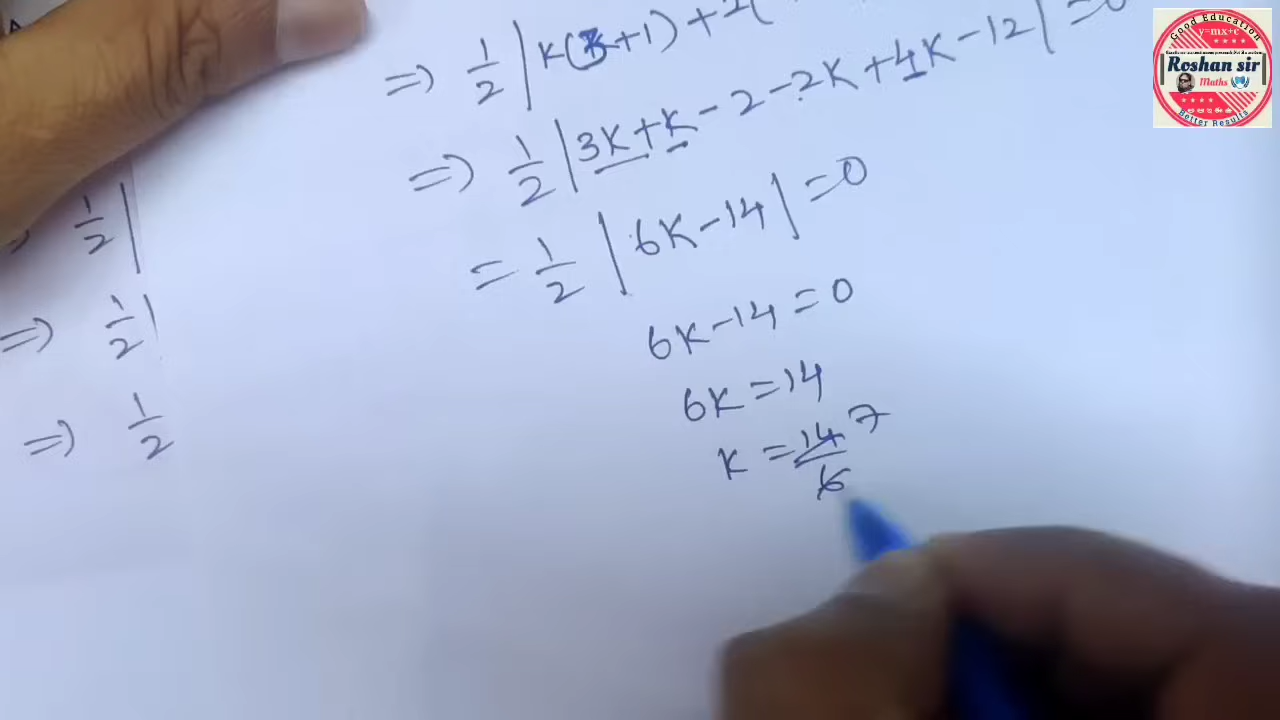 ⇒ 1/2 | K(3+1) + 2(
⇒ 1/2 | 3K + K - 2 - 2K + 4K - 12 | = 0
= 1/2 | 6K - 14 | = 0
6K - 14 = 0
6K = 14
K = 14/6 7
1/2 |
⇒ 1/2 |
⇒ 1/2
Good Education
y=mx+c
Roshan sir
Maths
Better Results